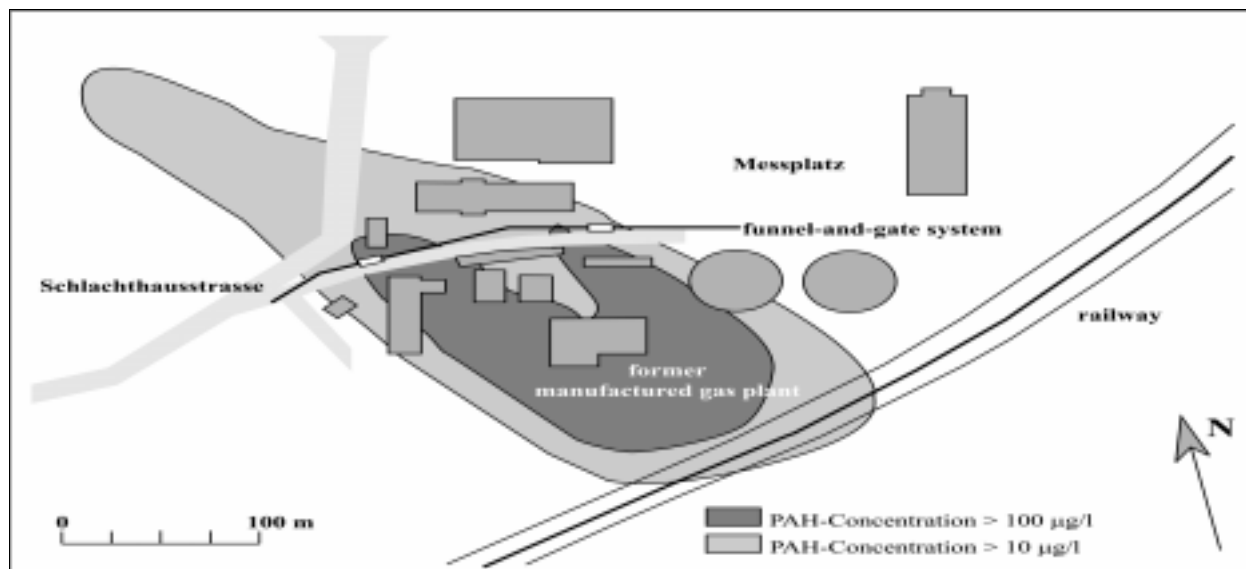 Messplatz
funnel-and-gate system
Schlachthausstrasse
railway
former
manufactured gas plant
N
0 100 m
PAH-Concentration > 100 µg/l
PAH-Concentration > 10 µg/l